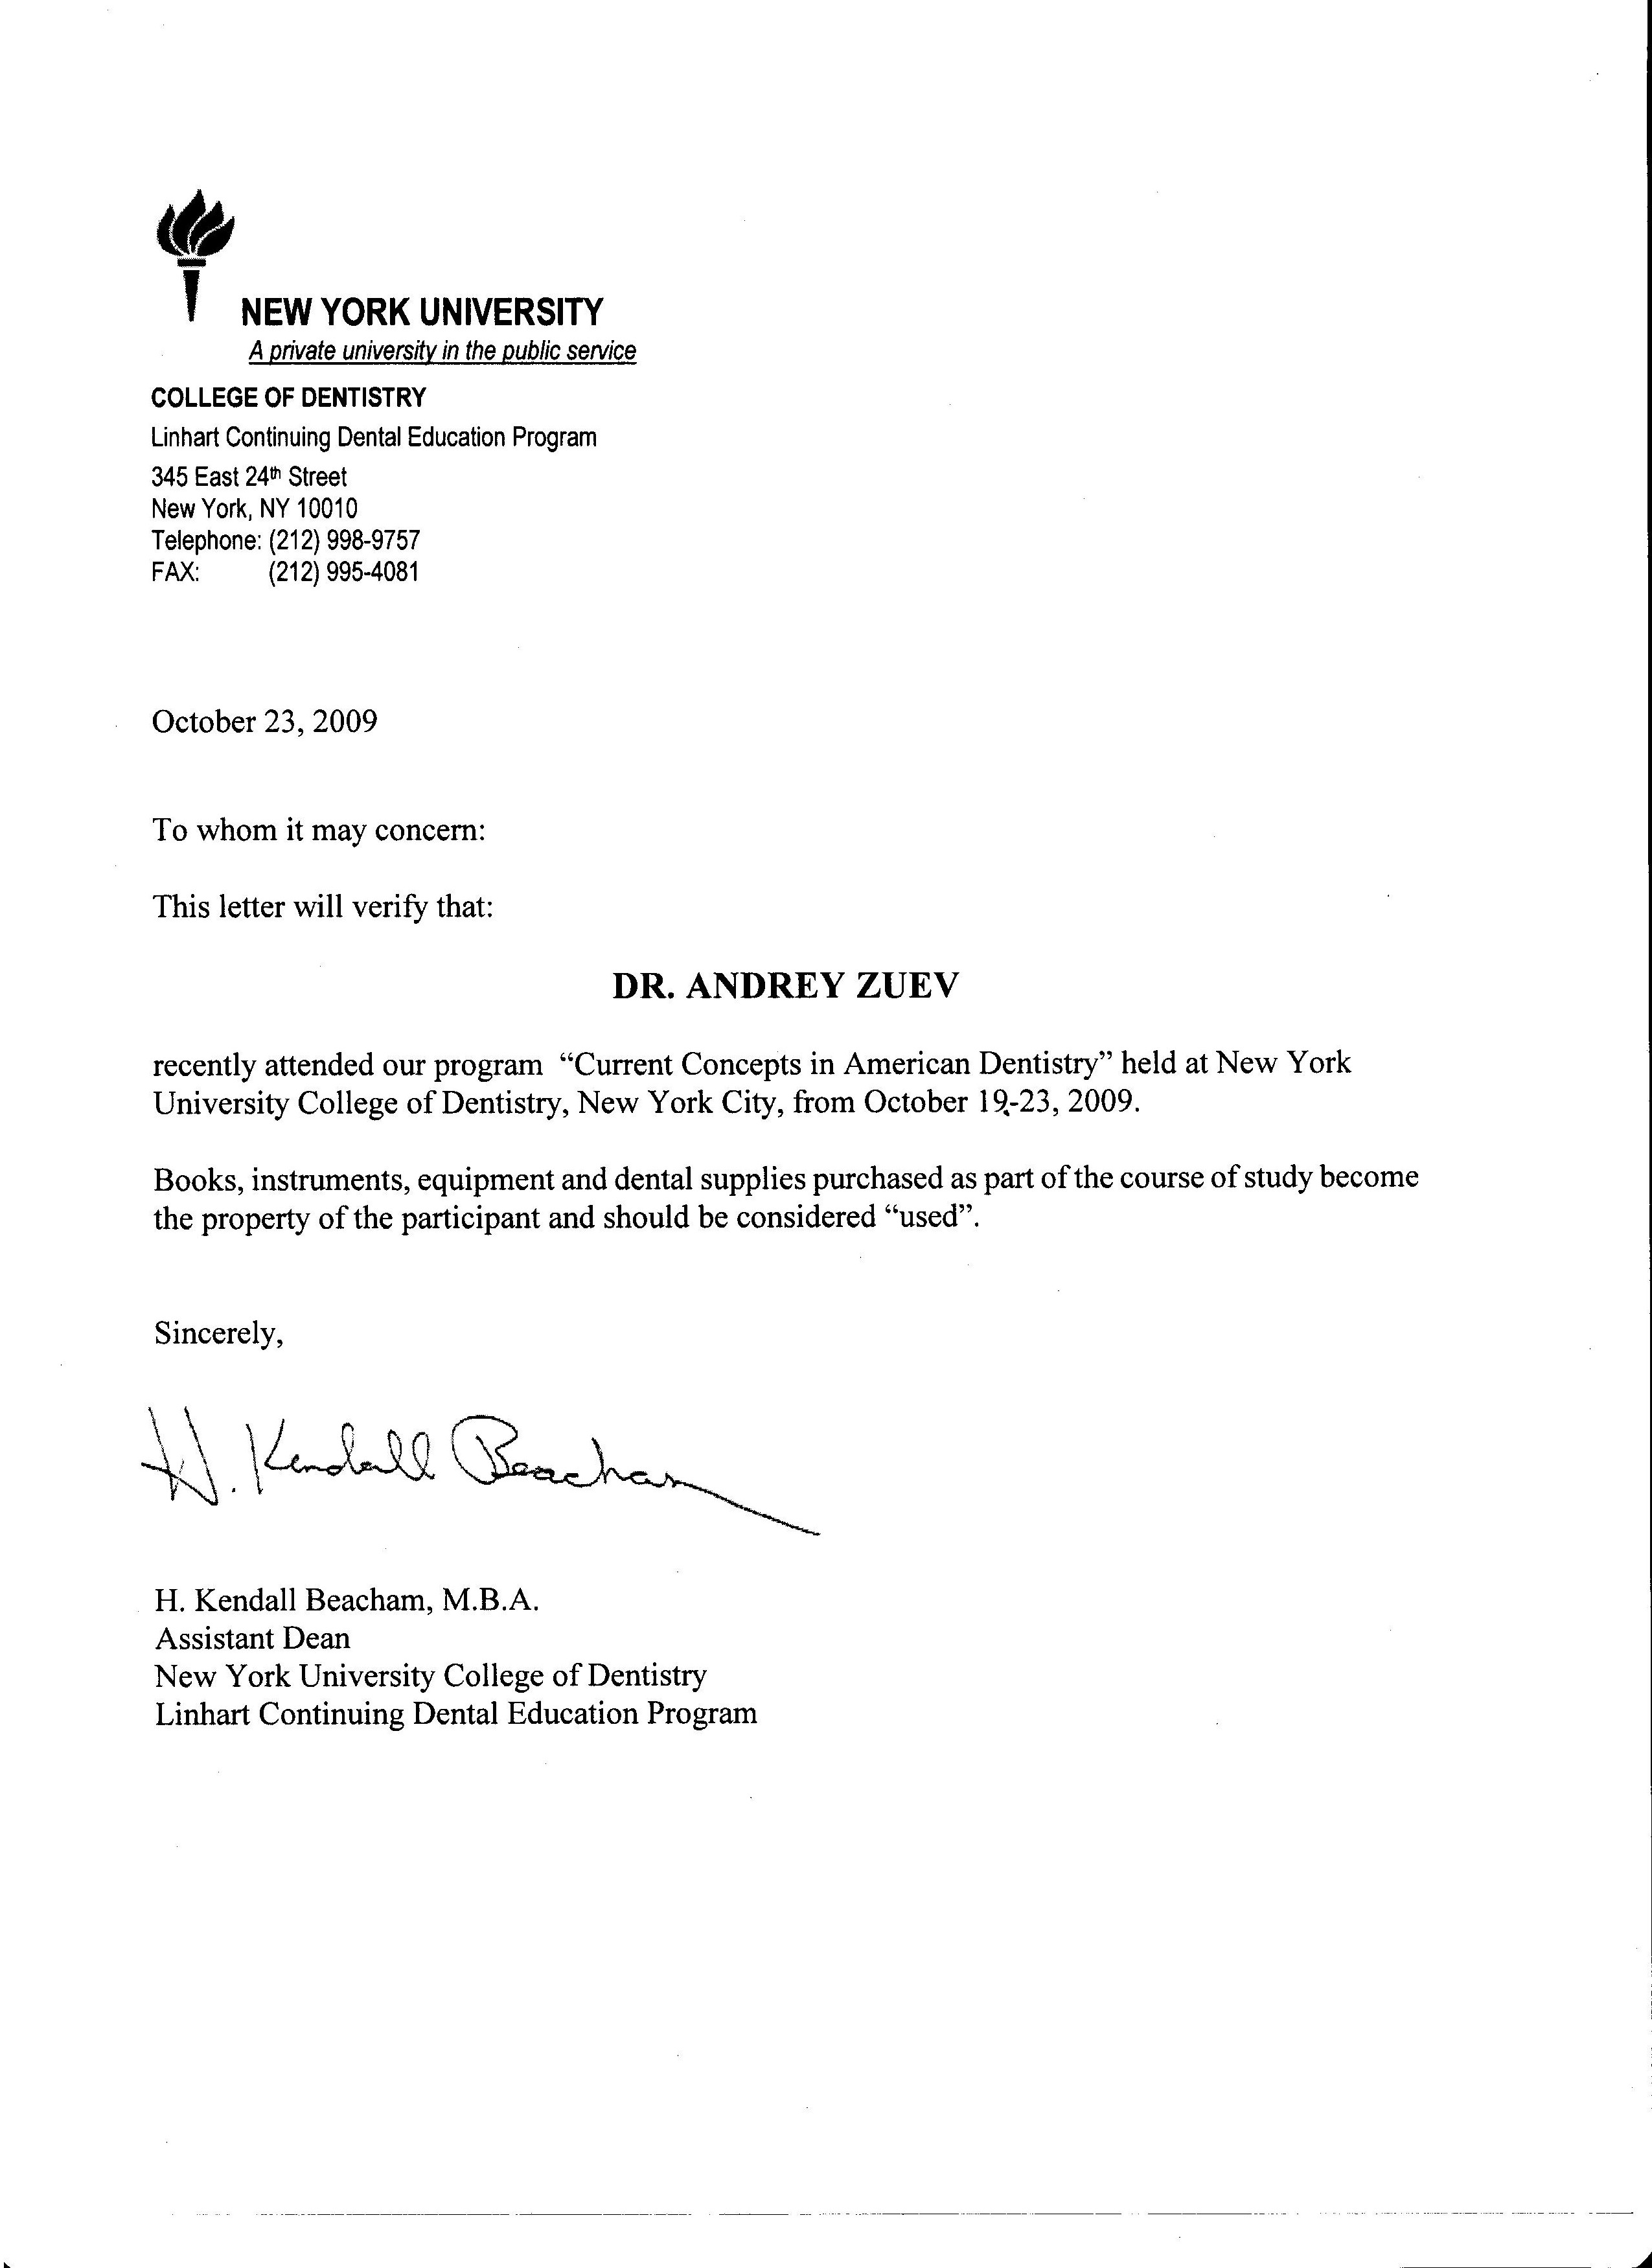 NEW YORK UNIVERSITY
A private university in the public service
COLLEGE OF DENTISTRY
Linhart Continuing Dental Education Program
345 East 24th Street
New York, NY 10010
Telephone: (212) 998-9757
FAX: (212) 995-4081
October 23, 2009
To whom it may concern:
This letter will verify that:
DR. ANDREY ZUEV
recently attended our program “Current Concepts in American Dentistry” held at New York
University College of Dentistry, New York City, from October 19-23, 2009.
Books, instruments, equipment and dental supplies purchased as part of the course of study become
the property of the participant and should be considered “used”.
Sincerely,
H. Kendall Beacham
H. Kendall Beacham, M.B.A.
Assistant Dean
New York University College of Dentistry
Linhart Continuing Dental Education Program